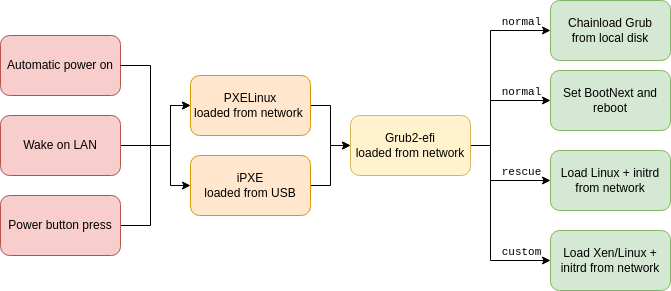 Automatic power on
Wake on LAN
Power button press
PXELinux
loaded from network
iPXE
loaded from USB
Grub2-efi
loaded from network
normal
Chainload Grub
from local disk
normal
Set BootNext and
reboot
rescue
Load Linux + initrd
from network
custom
Load Xen/Linux +
initrd from network